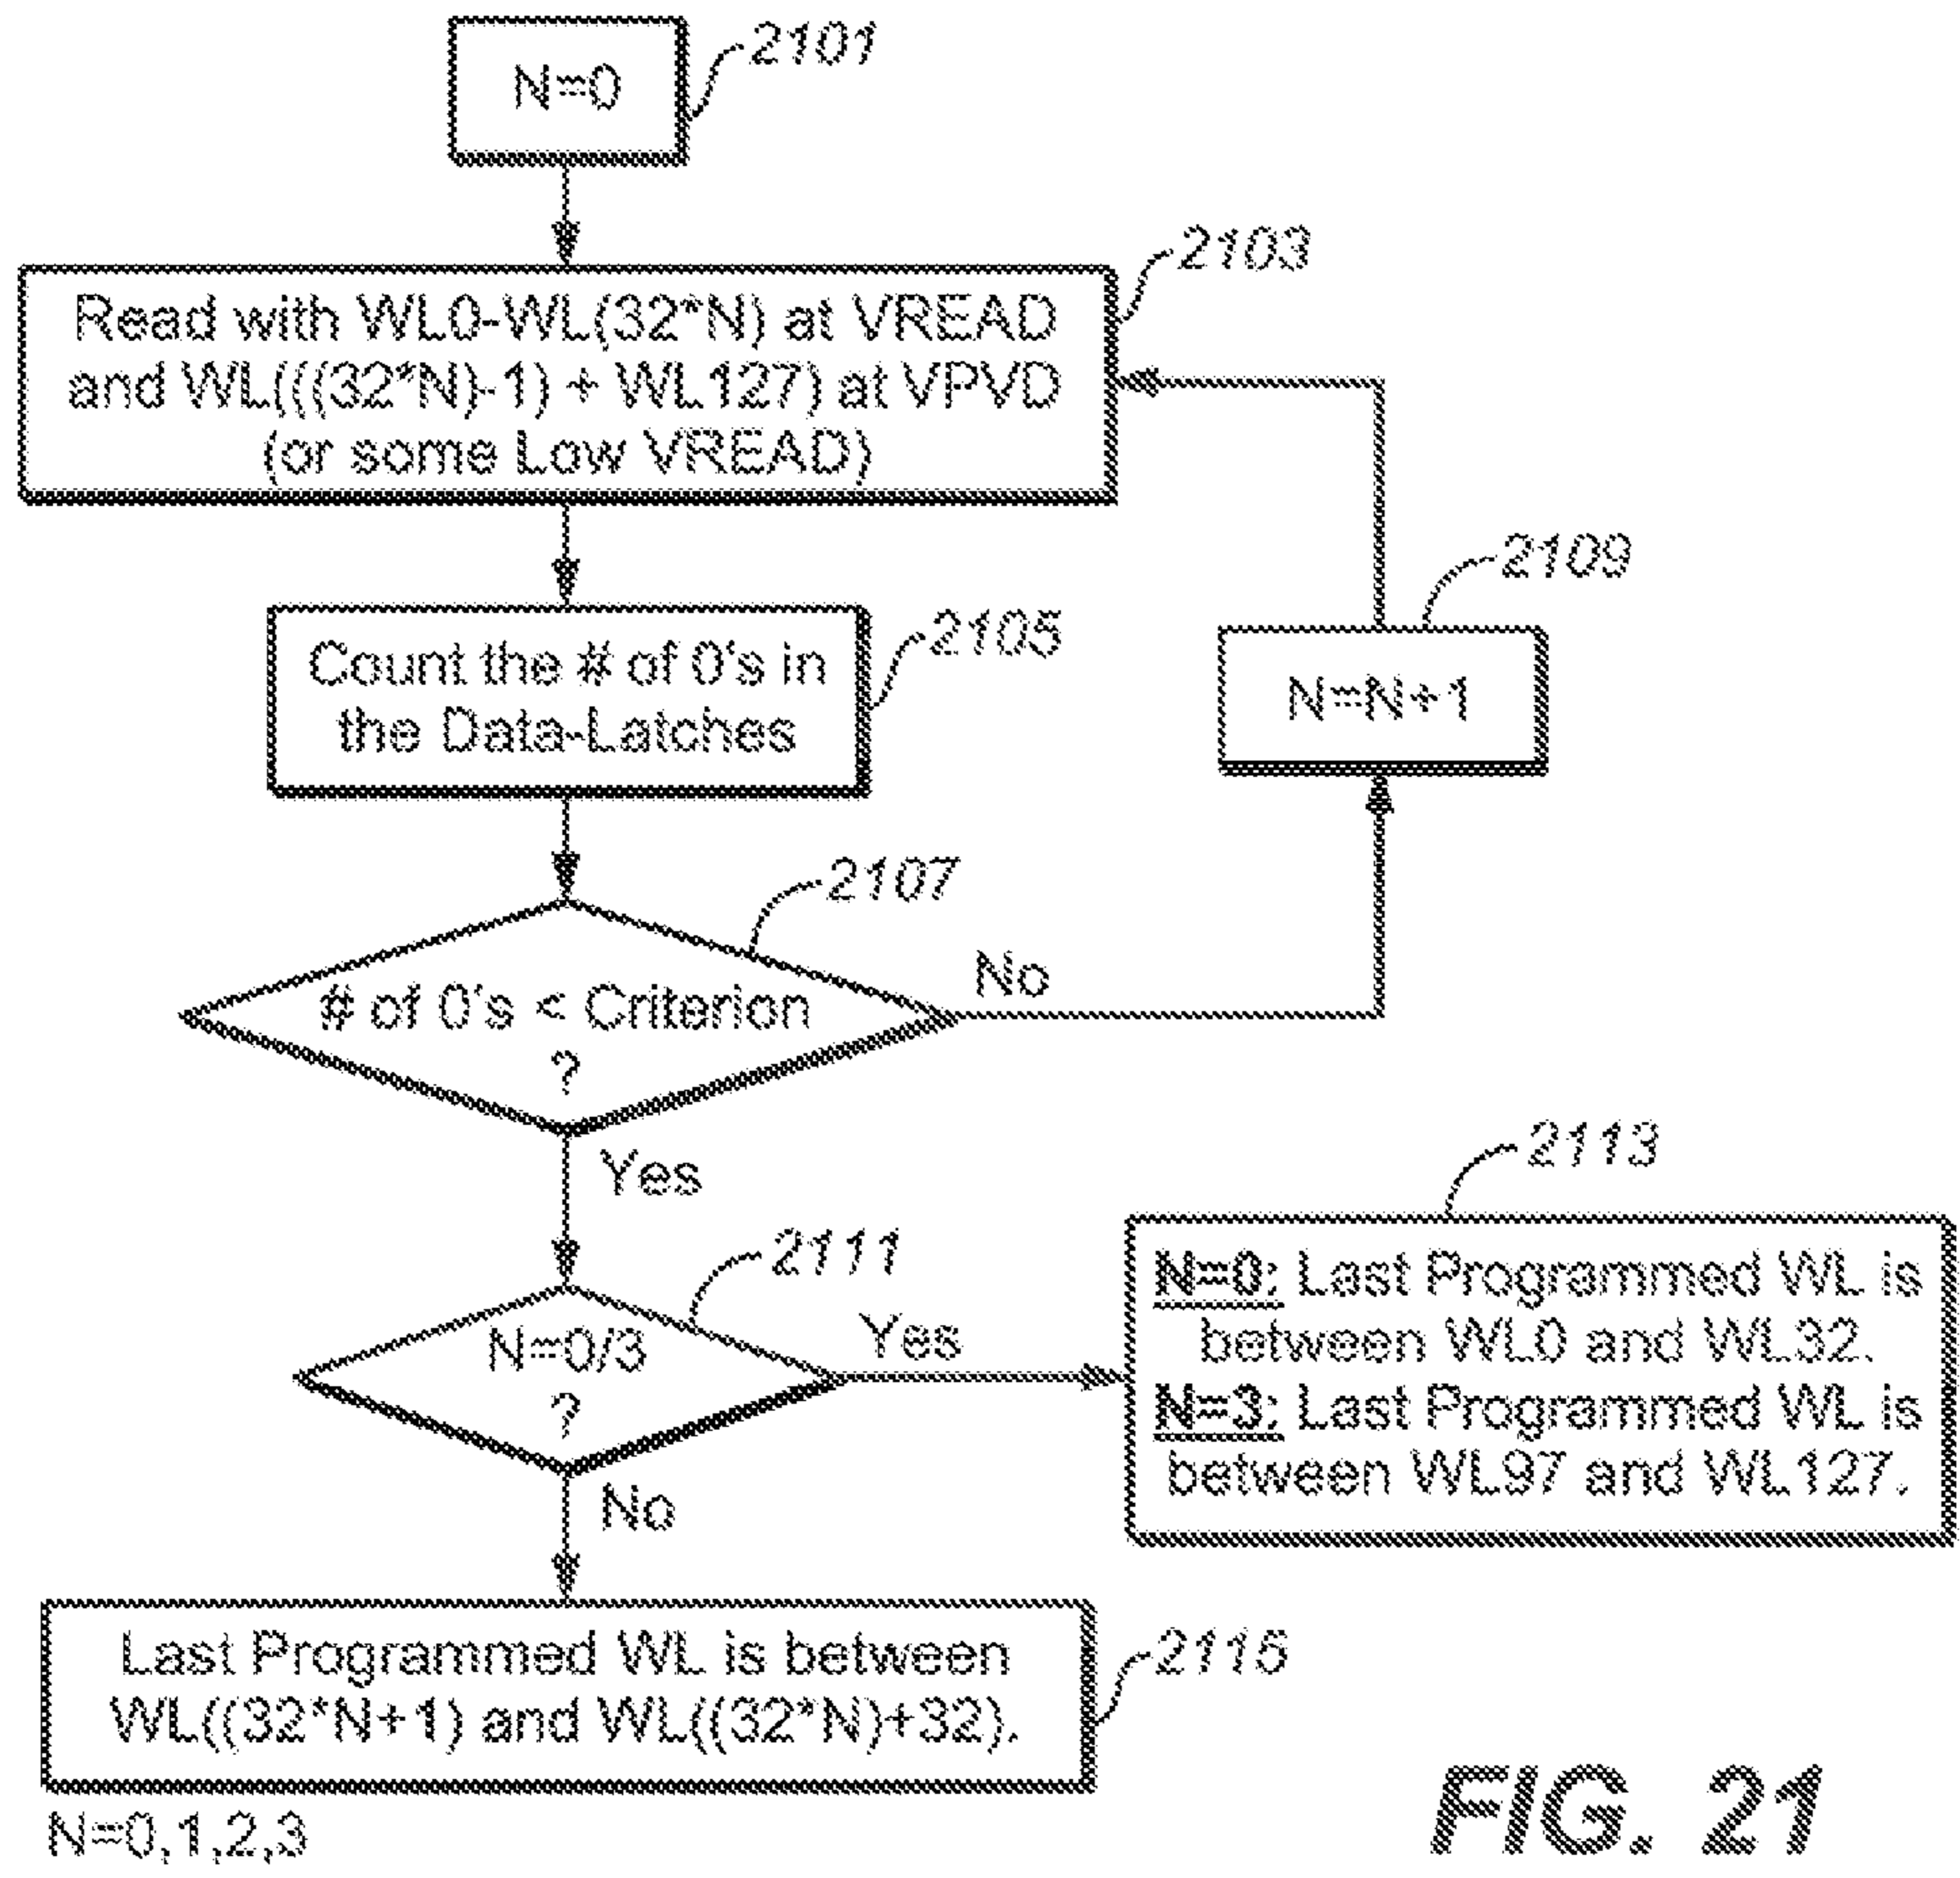 N=0
2101
Read with WL0-WL(32*N) at VREAD
and WL(((32*N)-1) + WL127) at VPVD
(or some Low VREAD)
2103
Count the # of 0's in
the Data-Latches
2105
2109
N=N+1
2107
# of 0's < Criterion
?
No
Yes
2111
N=0/3
?
Yes
No
2113
N=0: Last Programmed WL is
between WL0 and WL32.
N=3: Last Programmed WL is
between WL97 and WL127.
Last Programmed WL is between
WL((32*N+1) and WL((32*N)+32).
2115
N=0,1,2,3
FIG. 21